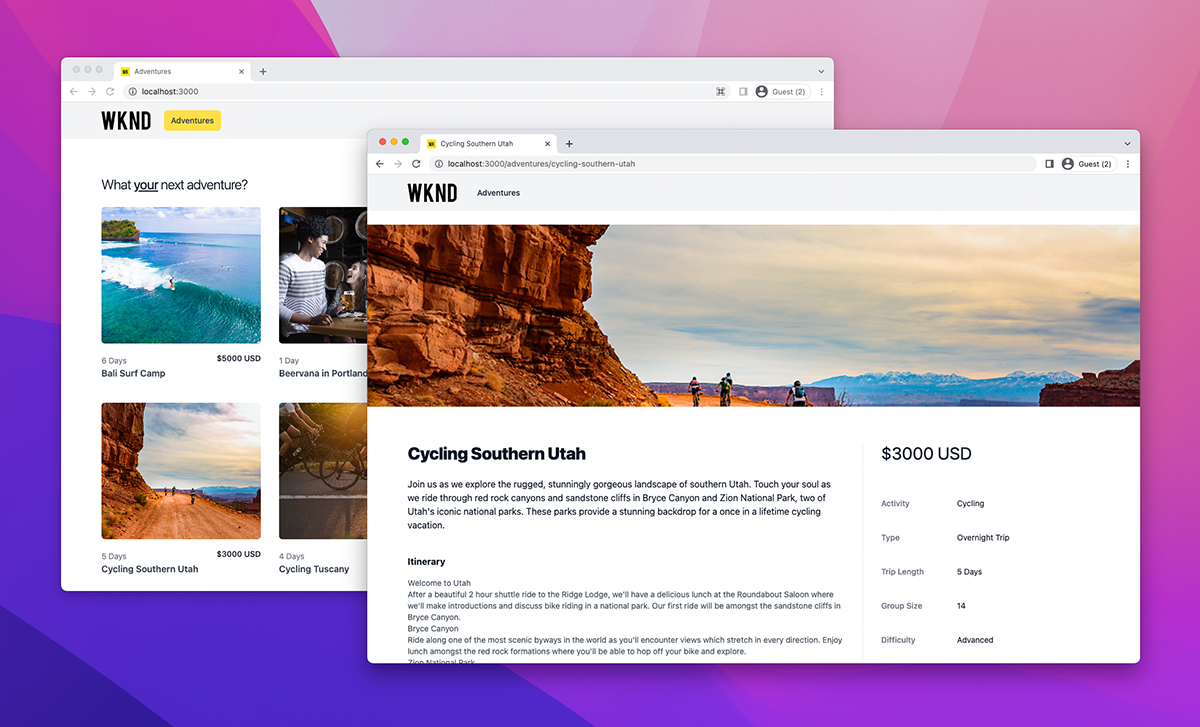 Adventures
localhost:3000
Guest (2)
WKND
Adventures
What your next adventure?
6 Days
$5000 USD
Bali Surf Camp
1 Day
Beervana in Portland
5 Days
$3000 USD
Cycling Southern Utah
4 Days
Cycling Tuscany
Cycling Southern Utah
localhost:3000/adventures/cycling-southern-utah
Guest (2)
WKND
Adventures
Cycling Southern Utah
Join us as we explore the rugged, stunningly gorgeous landscape of southern Utah. Touch your soul as
we ride through red rock canyons and sandstone cliffs in Bryce Canyon and Zion National Park, two of
Utah's iconic national parks. These parks provide a stunning backdrop for a once in a lifetime cycling
vacation.
Itinerary
Welcome to Utah
After a beautiful 2 hour shuttle ride to the Ridge Lodge, we'll have a delicious lunch at the Roundabout Saloon where
we'll make introductions and discuss bike riding in a national park. Our first ride will be amongst the sandstone cliffs in
Bryce Canyon.
Bryce Canyon
Ride along one of the most scenic byways in the world as you'll encounter views which stretch in every direction. Enjoy
lunch amongst the red rock formations where you'll be able to hop off your bike and explore.
Zion National Park
$3000 USD
Activity Cycling
Type Overnight Trip
Trip Length 5 Days
Group Size 14
Difficulty Advanced